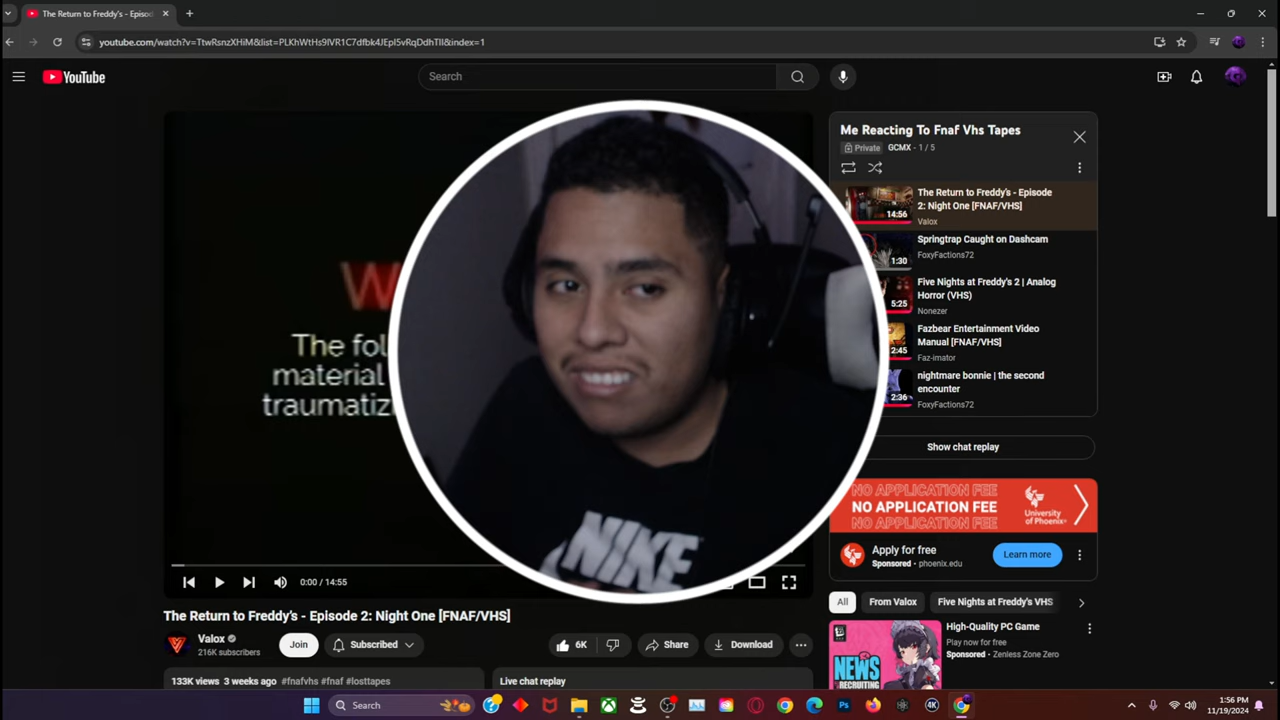 The Return to Freddy's - Episod
youtube.com/watch?v=TtwRsnzXHiM&list=PLKhWtHs9lVR1C7dfbk4JEpl5vRqDdhTIl&index=1
YouTube
Search
The fol
material
traumatiz
0:00 / 14:55
The Return to Freddy's - Episode 2: Night One [FNAF/VHS]
Valox
216K subscribers
Join
Subscribed
6K
Share
Download
133K views 3 weeks ago #fnafvhs #fnaf #losttapes
Live chat replay
NIKE
Me Reacting To Fnaf Vhs Tapes
Private
GCMX - 1 / 5
14:56
The Return to Freddy's - Episode
2: Night One [FNAF/VHS]
Valox
1:30
Springtrap Caught on Dashcam
FoxyFactions72
5:25
Five Nights at Freddy's 2 | Analog
Horror (VHS)
Nonezer
2:45
Fazbear Entertainment Video
Manual [FNAF/VHS]
Faz-imator
2:36
nightmare bonnie | the second
encounter
FoxyFactions72
Show chat replay
NO APPLICATION FEE
NO APPLICATION FEE
NO APPLICATION FEE
University
of Phoenix
Apply for free
Sponsored • phoenix.edu
Learn more
All
From Valox
Five Nights at Freddy's VHS
NEWS
RECRUITING
High-Quality PC Game
Play now for free
Sponsored • Zenless Zone Zero
Search
Ps
4K
1:56 PM
11/19/2024